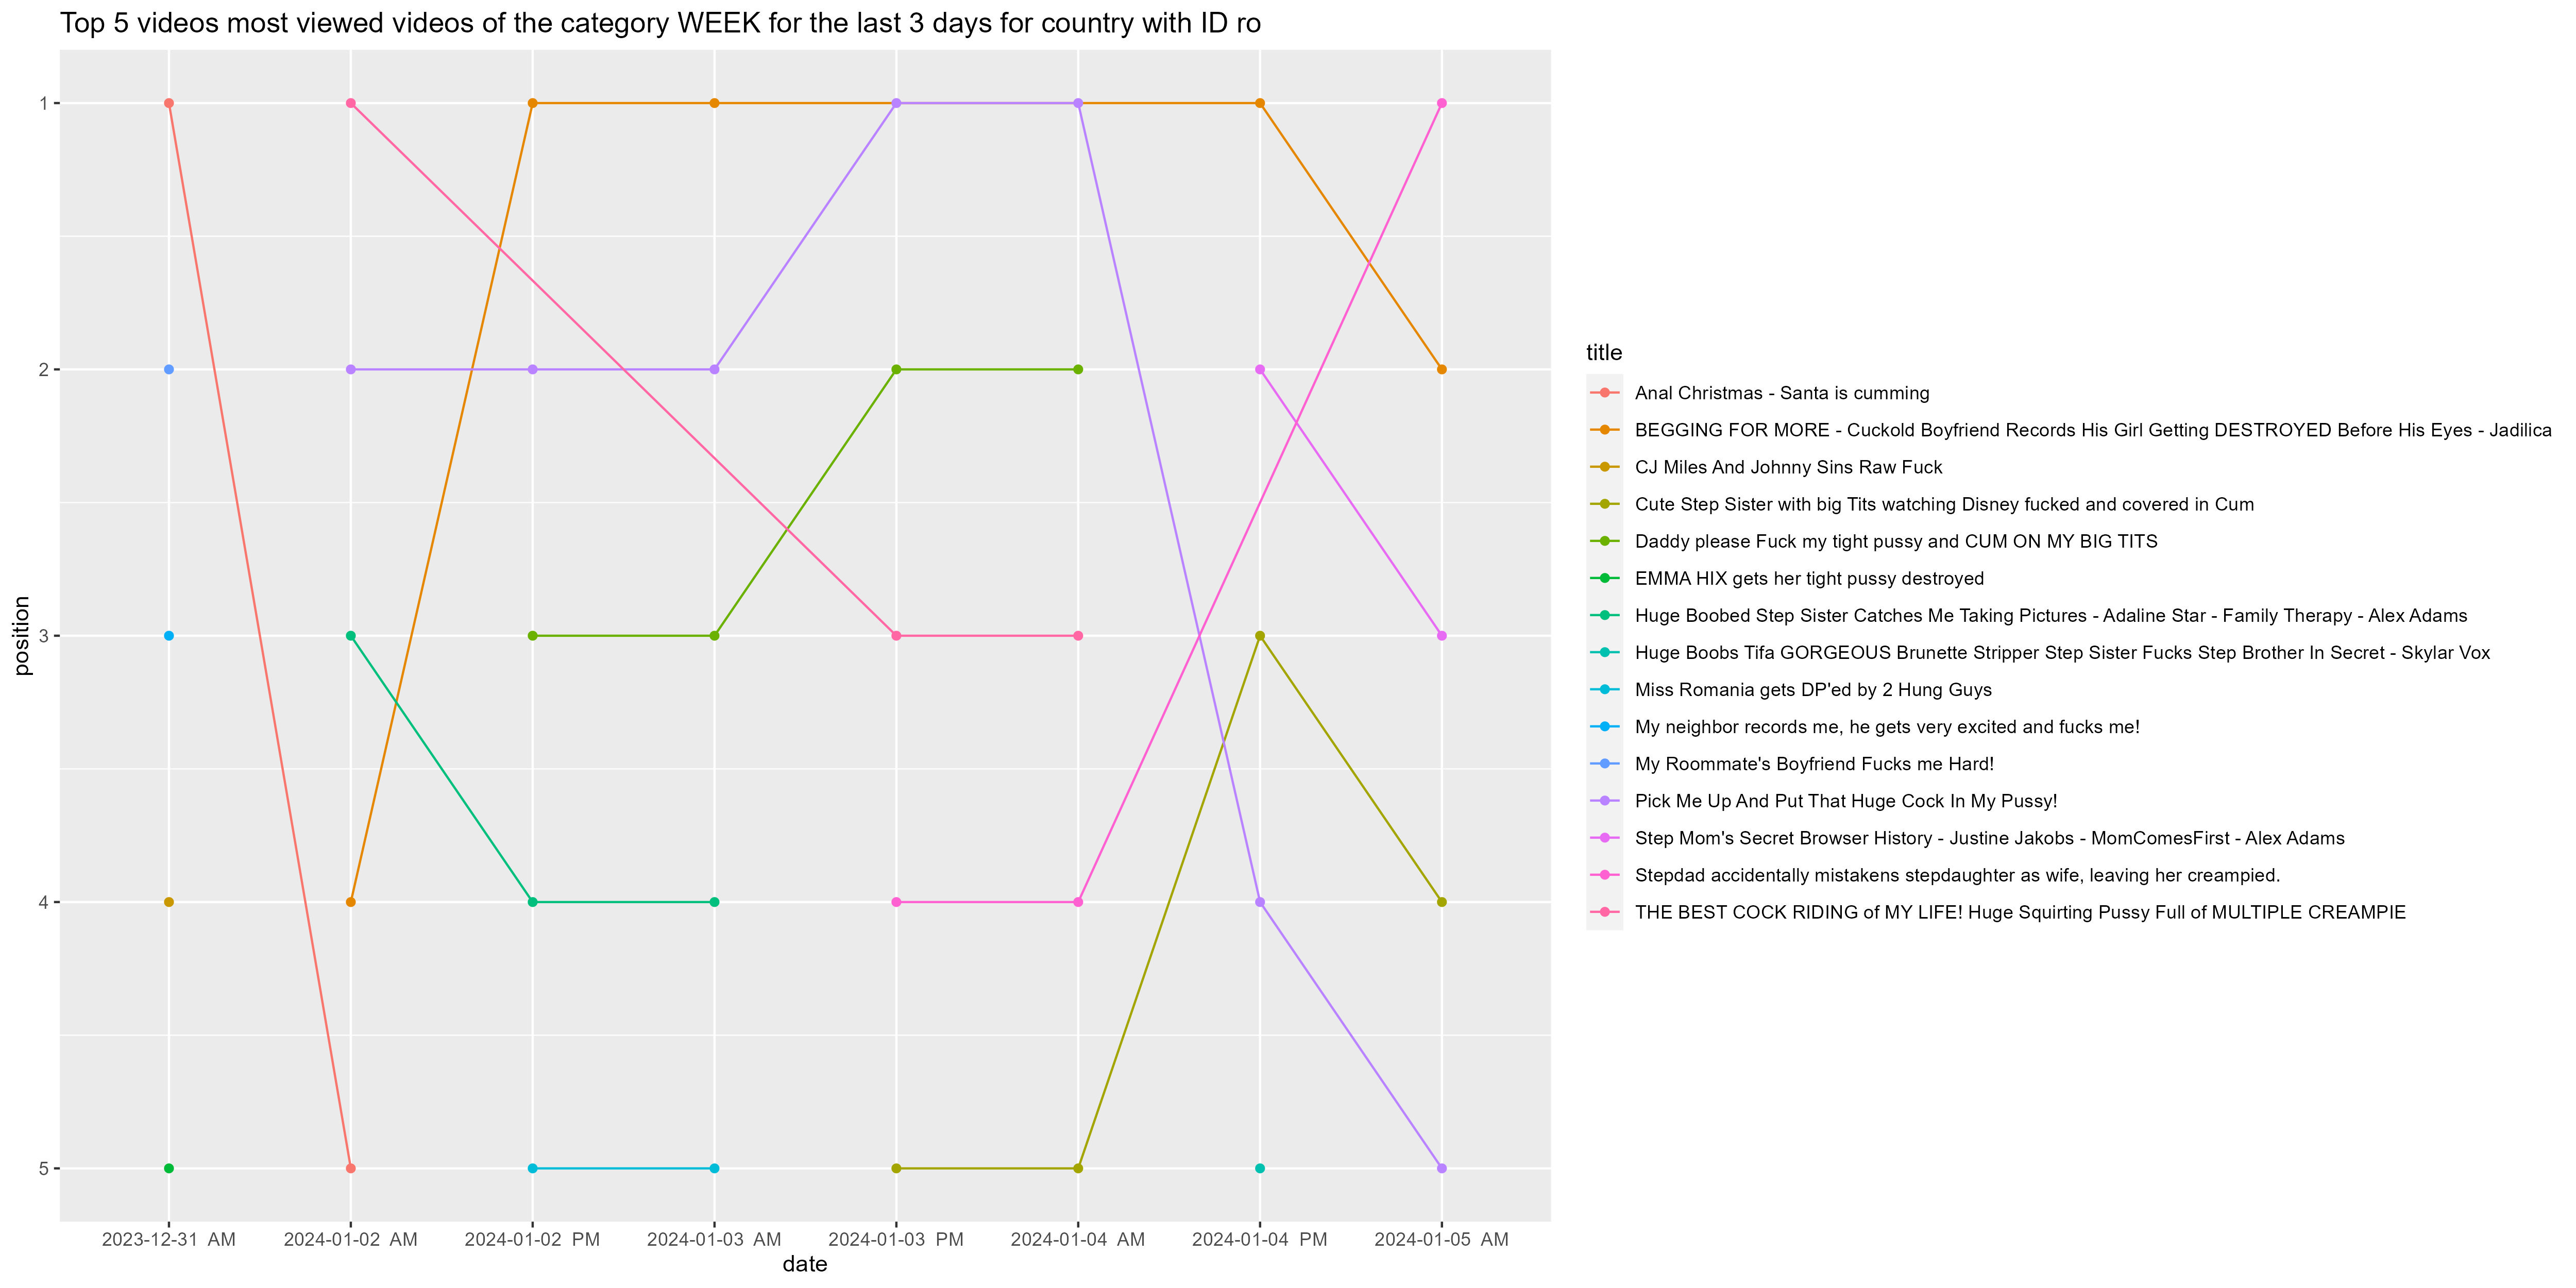 Top 5 videos most viewed videos of the category WEEK for the last 3 days for country with ID ro
position
1
2
3
4
5
2023-12-31 AM
2024-01-02 AM
2024-01-02 PM
2024-01-03 AM
2024-01-03 PM
2024-01-04 AM
2024-01-04 PM
2024-01-05 AM
date
title
Anal Christmas - Santa is cumming
BEGGING FOR MORE - Cuckold Boyfriend Records His Girl Getting DESTROYED Before His Eyes - Jadilica
CJ Miles And Johnny Sins Raw Fuck
Cute Step Sister with big Tits watching Disney fucked and covered in Cum
Daddy please Fuck my tight pussy and CUM ON MY BIG TITS
EMMA HIX gets her tight pussy destroyed
Huge Boobed Step Sister Catches Me Taking Pictures - Adaline Star - Family Therapy - Alex Adams
Huge Boobs Tifa GORGEOUS Brunette Stripper Step Sister Fucks Step Brother In Secret - Skylar Vox
Miss Romania gets DP'ed by 2 Hung Guys
My neighbor records me, he gets very excited and fucks me!
My Roommate's Boyfriend Fucks me Hard!
Pick Me Up And Put That Huge Cock In My Pussy!
Step Mom's Secret Browser History - Justine Jakobs - MomComesFirst - Alex Adams
Stepdad accidentally mistakens stepdaughter as wife, leaving her creampied.
THE BEST COCK RIDING of MY LIFE! Huge Squirting Pussy Full of MULTIPLE CREAMPIE